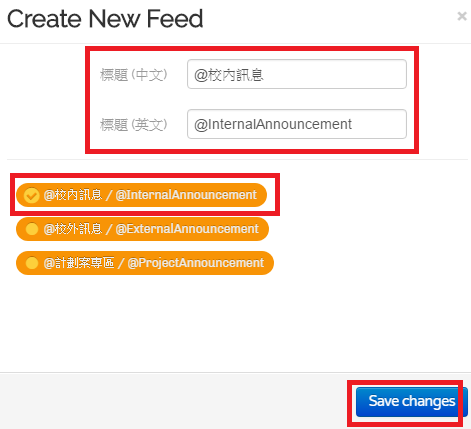 Create New Feed ×
標題 (中文) @校內訊息
標題 (英文) @InternalAnnouncement
@校內訊息 / @InternalAnnouncement
@校外訊息 / @ExternalAnnouncement
@計劃案專區 / @ProjectAnnouncement
Save changes